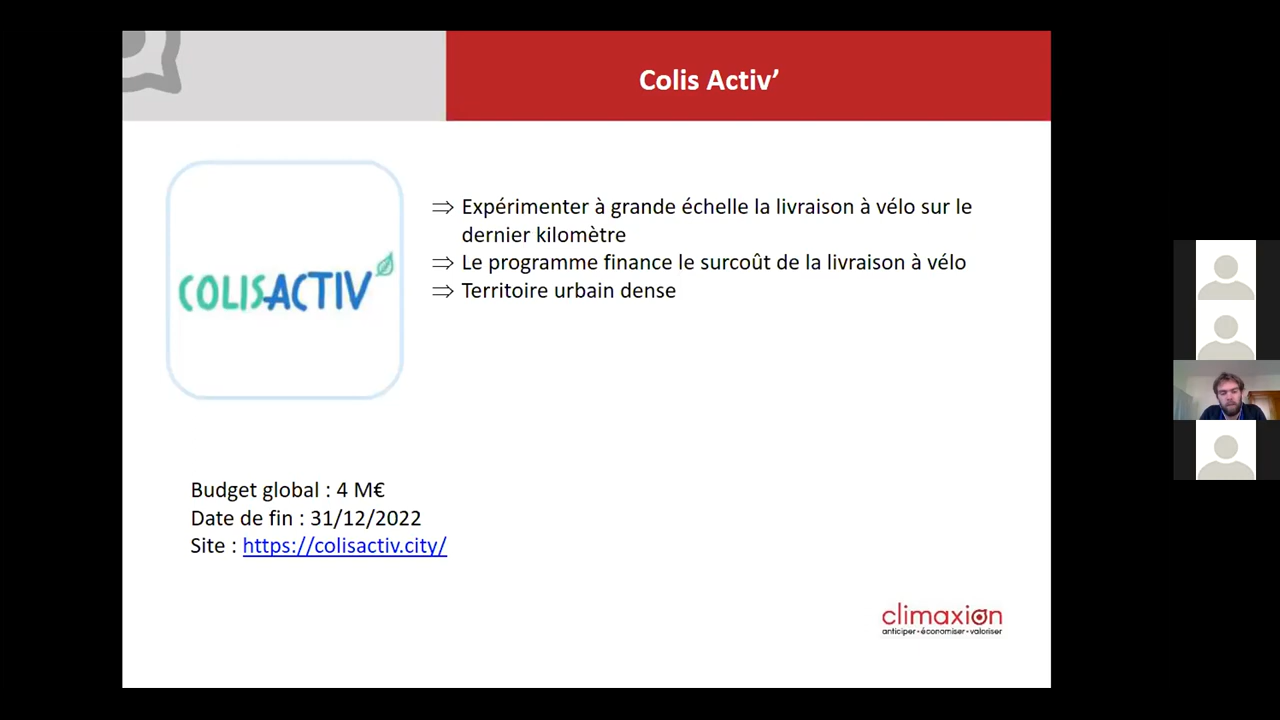 Colis Activ’
COLISACTIV
⇒ Expérimenter à grande échelle la livraison à vélo sur le
dernier kilomètre
⇒ Le programme finance le surcoût de la livraison à vélo
⇒ Territoire urbain dense
Budget global : 4 M€
Date de fin : 31/12/2022
Site : https://colisactiv.city/
climaxion
anticiper • économiser • valoriser